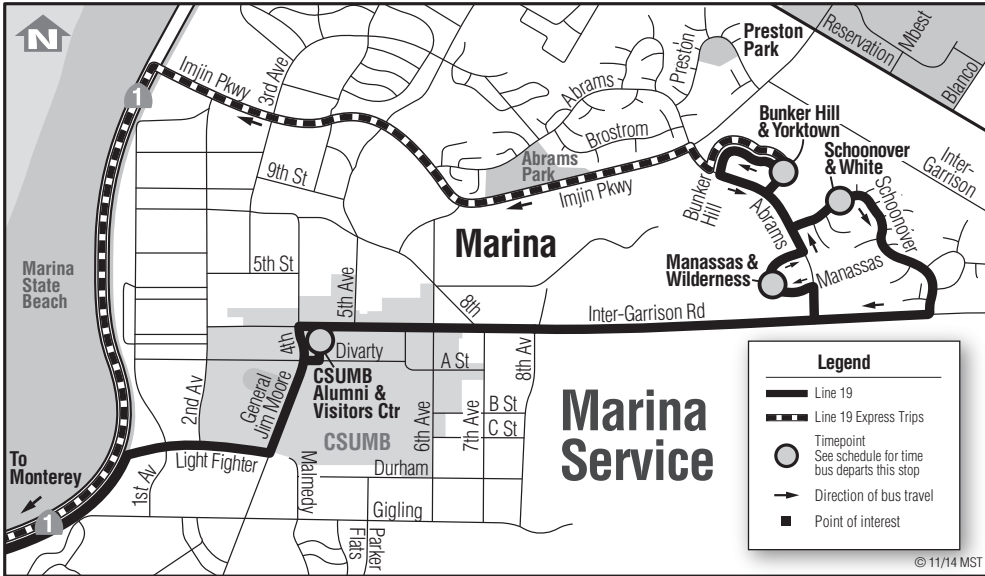 N
1
Imjin Pkwy
3rd Ave
Abrams
Preston
Preston
Park
Reservation
Mbest
Blanco
Brostrom
Bunker Hill
& Yorktown
Schoonover
& White
Inter-
Garrison
9th St
Abrams
Park
Imjin Pkwy
Bunker
Hill
Abrams
Schoonover
Marina
Marina
State
Beach
5th St
5th Ave
8th
Manassas &
Wilderness
Manassas
Inter-Garrison Rd
4th
Divarty
A St
8th Av
CSUMB
Alumni &
Visitors Ctr
General
Jim Moore
2nd Av
CSUMB
6th Ave
7th Ave
B St
C St
Marina
Service
To
Monterey
1
1st Av
Light Fighter
Malmedy
Durham
Gigling
Parker
Flats
Legend
Line 19
Line 19 Express Trips
Timepoint
See schedule for time
bus departs this stop
Direction of bus travel
Point of interest
© 11/14 MST